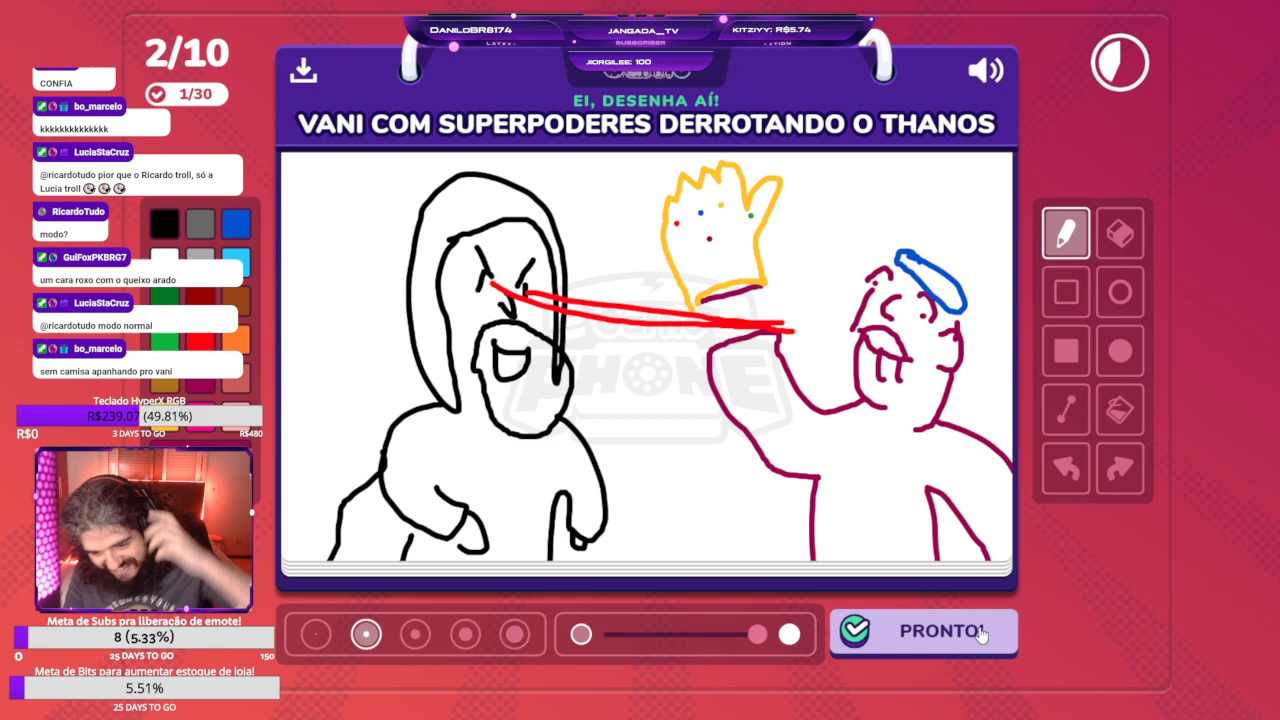 DANILOBR8174
LATEST
JANGADA_TV
SUBSCRIBER
KITZIYY: R$5.74
JIORGILEE: 100
2/10
1/30
EI, DESENHA AÍ!
VANI COM SUPERPODERES DERROTANDO O THANOS
CONFIA
bo_marcelo
kkkkkkkkkkkkkk
LuciaStaCruz
@ricardotudo pior que o Ricardo troll, só a
Lucia troll
RicardoTudo
modo?
GuiFoxPKBRG7
um cara roxo com o queixo arado
LuciaStaCruz
@ricardotudo modo normal
bo_marcelo
sem camisa apanhando pro vani
Teclado HyperX RGB
R$239.07 (49.81%)
R$0
3 DAYS TO GO
R$480
PHONE
Meta de Subs pra liberação de emote!
8 (5.33%)
0
25 DAYS TO GO
150
Meta de Bits para aumentar estoque de loja!
5.51%
25 DAYS TO GO
PRONTO!